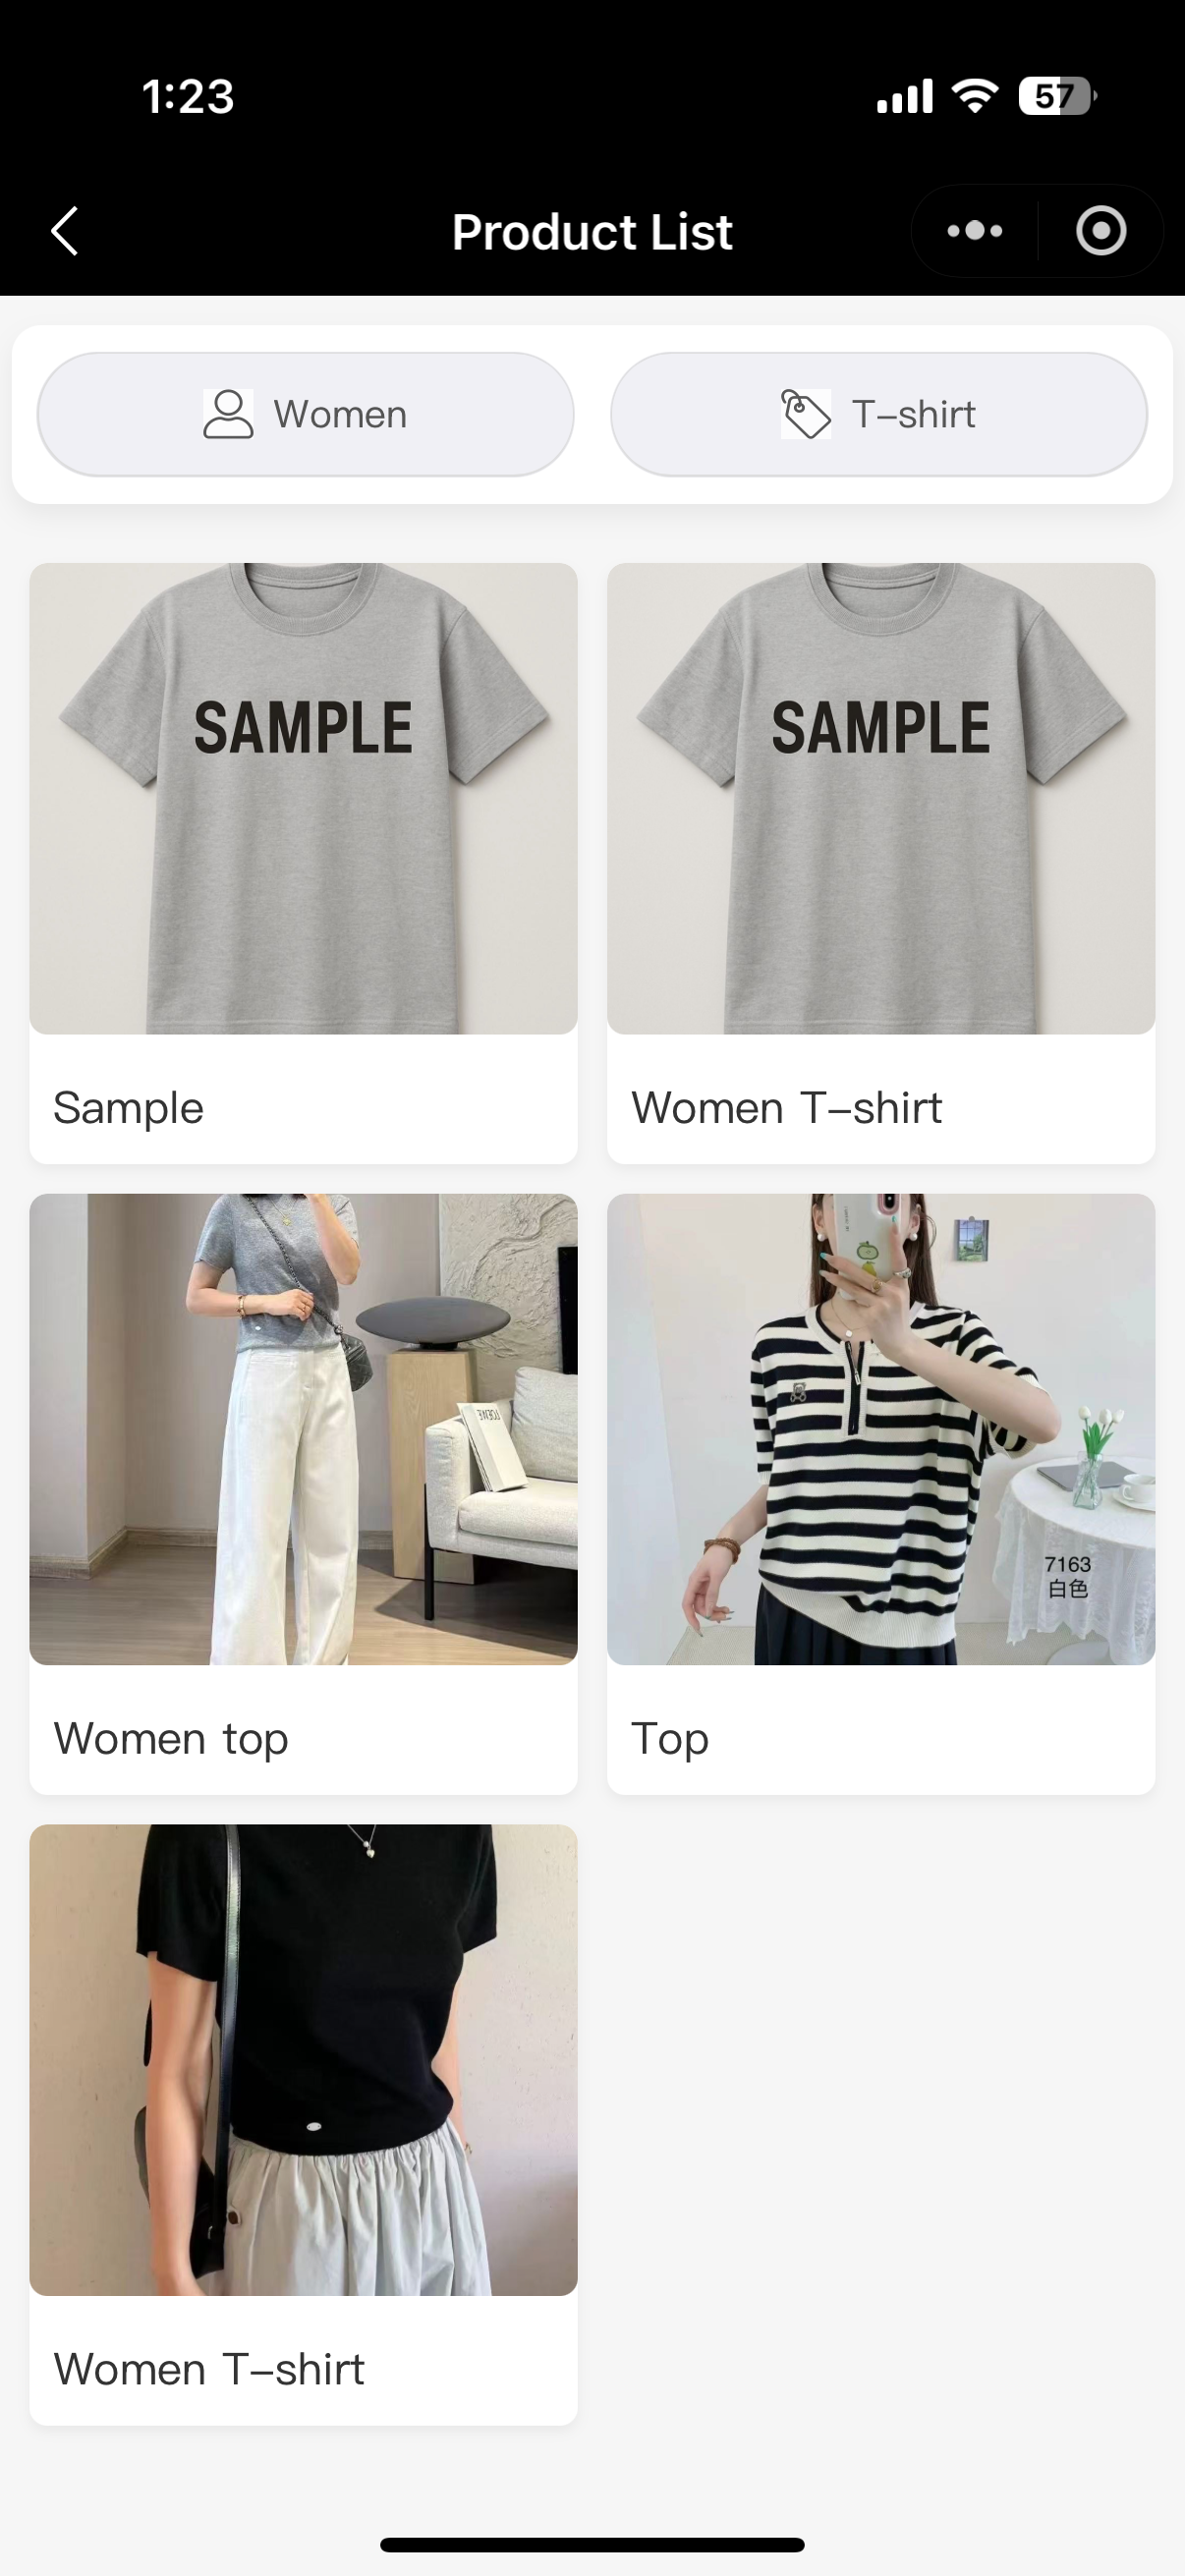 1:23
57
Product List
Women
T-shirt
SAMPLE
SAMPLE
Sample
Women T-shirt
LOEWE
7163
白色
Women top
Top
Women T-shirt